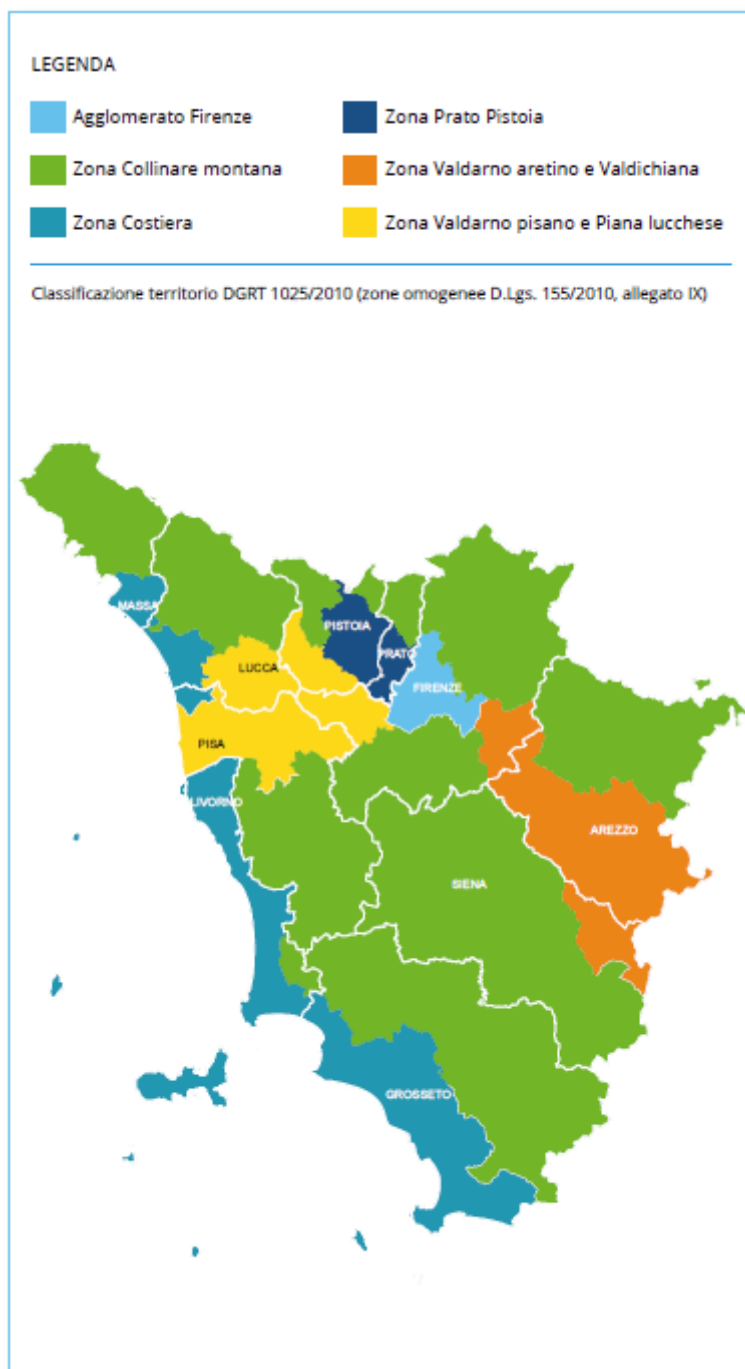 LEGENDA
Agglomerato Firenze
Zona Prato Pistoia
Zona Collinare montana
Zona Valdarno aretino e Valdichiana
Zona Costiera
Zona Valdarno pisano e Piana lucchese
Classificazione territorio DGRT 1025/2010 (zone omogenee D.Lgs. 155/2010, allegato IX)
MASSA
PISTOIA
PRATO
LUCCA
FIRENZE
PISA
LIVORNO
AREZZO
SIENA
GROSSETO